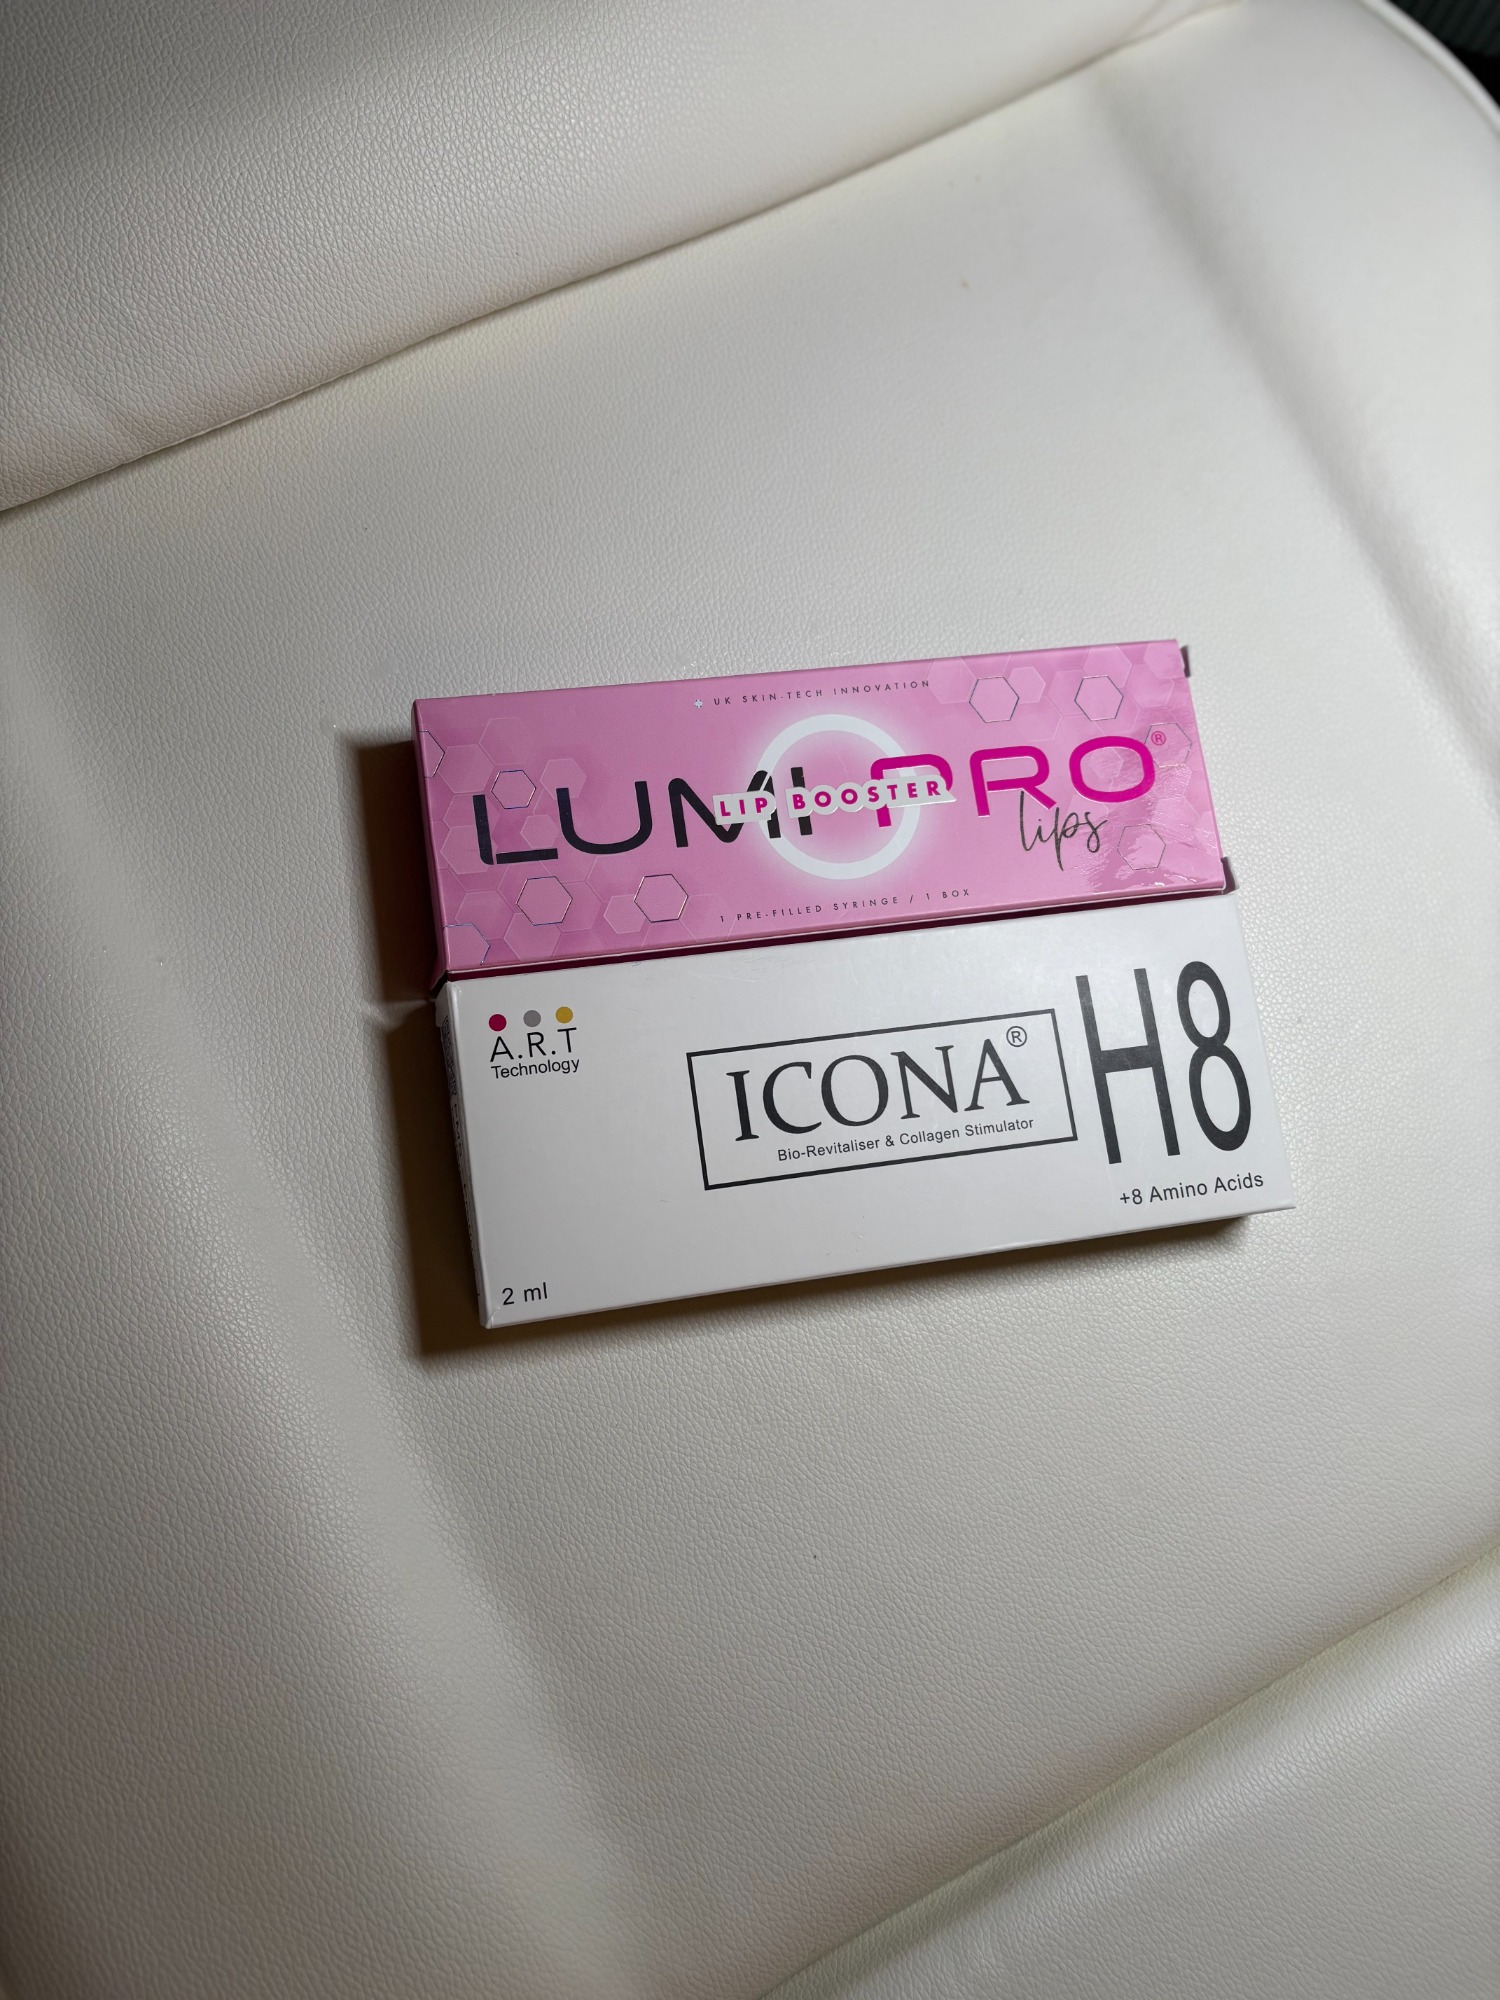 UK SKIN-TECH INNOVATION
LUMI PRO®
LIP BOOSTER
lips
1 PRE-FILLED SYRINGE / 1 BOX
A.R.T
Technology
ICONA®
Bio-Revitaliser & Collagen Stimulator
H8
+8 Amino Acids
2 ml